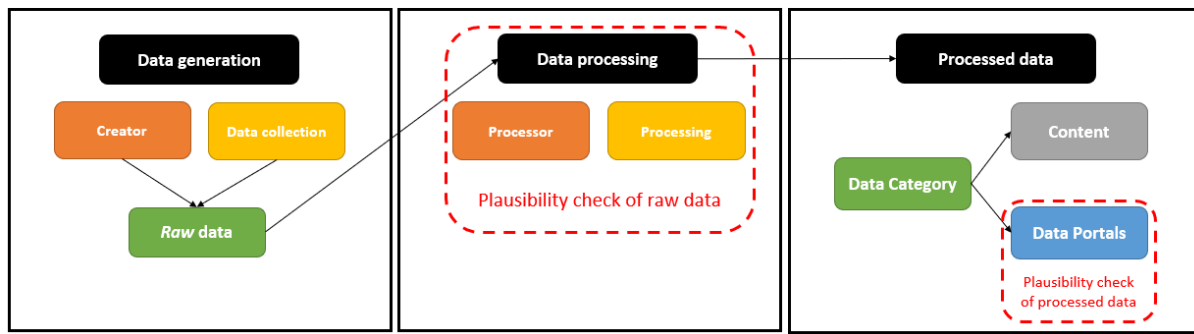 Data generation
Creator
Data collection
Raw data
Data processing
Processor
Processing
Plausibility check of raw data
Processed data
Content
Data Category
Data Portals
Plausibility check
of processed data